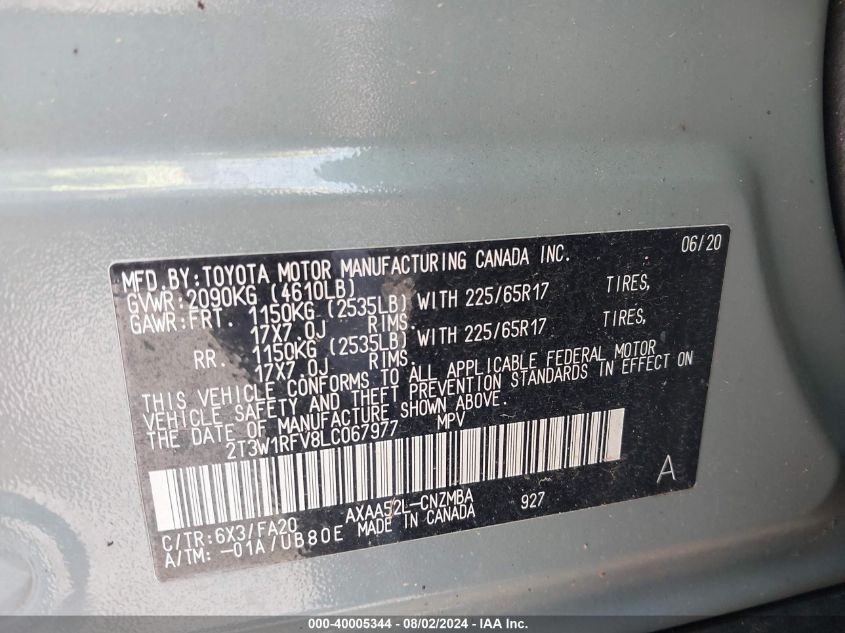 06/20
MFD.BY:TOYOTA MOTOR MANUFACTURING CANADA INC.
GVWR:2090KG (4610LB)
GAWR:FRT. 1150KG (2535LB) WITH 225/65R17 TIRES,
17X7.0J RIMS.
RR. 1150KG (2535LB) WITH 225/65R17 TIRES,
17X7.0J RIMS.
THIS VEHICLE CONFORMS TO ALL APPLICABLE FEDERAL MOTOR
VEHICLE SAFETY AND THEFT PREVENTION STANDARDS IN EFFECT ON
THE DATE OF MANUFACTURE SHOWN ABOVE.
2T3W1RFV8LC067977 MPV
A
C/TR:6X3/FA20 AXAA52L-CNZMBA 927
A/TM: -01A/UB80E MADE IN CANADA
000-40005344 - 08/02/2024 - IAA Inc.